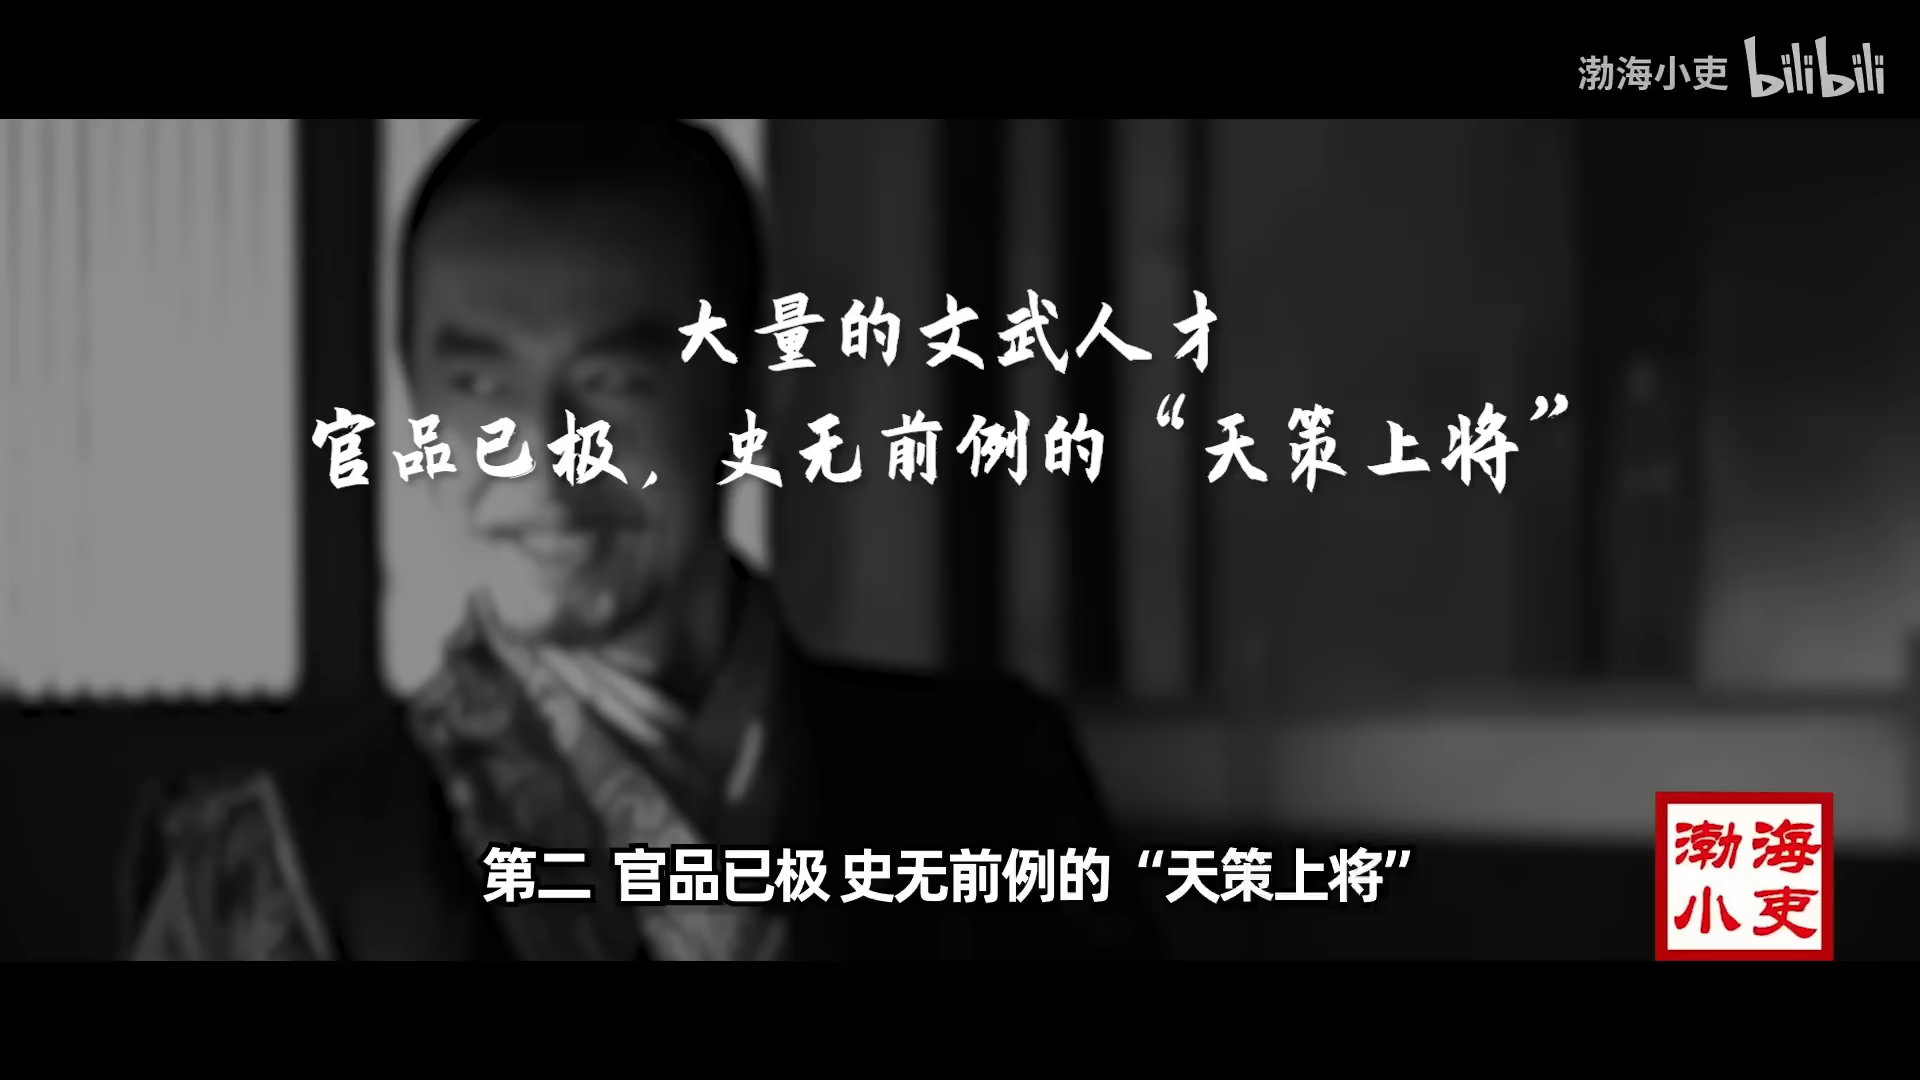 渤海小吏 bilibili
大量的文武人才
官品已极，史无前例的“天策上将”
第二 官品已极 史无前例的“天策上将”
渤海
小吏